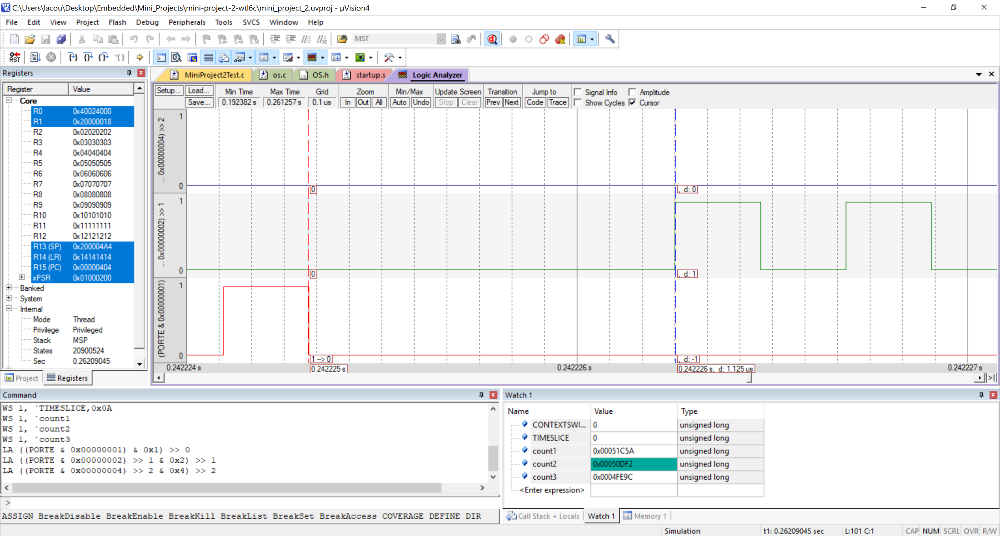 C:\Users\lacou\Desktop\Embedded\Mini_Projects\mini-project-2-wtl6c\mini_project_2.uvproj - µVision4
File Edit View Project Flash Debug Peripherals Tools SVCS Window Help
MST
RST
Registers
MiniProject2Test.c os.c OS.h startup.s Logic Analyzer
Register Value
Core
R0 0x40024000
R1 0x20000018
R2 0x02020202
R3 0x03030303
R4 0x04040404
R5 0x05050505
R6 0x06060606
R7 0x07070707
R8 0x08080808
R9 0x09090909
R10 0x10101010
R11 0x11111111
R12 0x12121212
R13 (SP) 0x200004A4
R14 (LR) 0x14141414
R15 (PC) 0x00000404
xPSR 0x01000200
Banked
System
Internal
Mode Thread
Privilege Privileged
Stack MSP
States 20900524
Sec 0.26209045
Project Registers
Setup... Load... Min Time Max Time Grid Zoom Min/Max Update Screen Transition Jump to Signal Info Amplitude
Save... 0.192382 s 0.261257 s 0.1 us In Out All Auto Undo Stop Clear Prev Next Code Trace Show Cycles Cursor
... 0x00000004) >> 2
1
0
0
, d: 0
... 0x00000002) >> 1
1
0
0
, d: 1
(PORTE & 0x00000001)
1
0
1 --> 0
, d: -1
0.242224 s 0.242225 s 0.242226 s 0.242226 s, d: 1.125 us 0.242227 s
Command
WS 1, `TIMESLICE,0x0A
WS 1, `count1
WS 1, `count2
WS 1, `count3
LA ((PORTE & 0x00000001) & 0x1) >> 0
LA ((PORTE & 0x00000002) >> 1 & 0x2) >> 1
LA ((PORTE & 0x00000004) >> 2 & 0x4) >> 2
>
ASSIGN BreakDisable BreakEnable BreakKill BreakList BreakSet BreakAccess COVERAGE DEFINE DIR
Watch 1
Name Value Type
CONTEXTSWI... 0 unsigned long
TIMESLICE 0 unsigned long
count1 0x00051C5A unsigned long
count2 0x00050DF2 unsigned long
count3 0x0004FE9C unsigned long
<Enter expression>
Call Stack + Locals Watch 1 Memory 1
Simulation t1: 0.26209045 sec L:101 C:1 CAP NUM SCRL OVR R/W